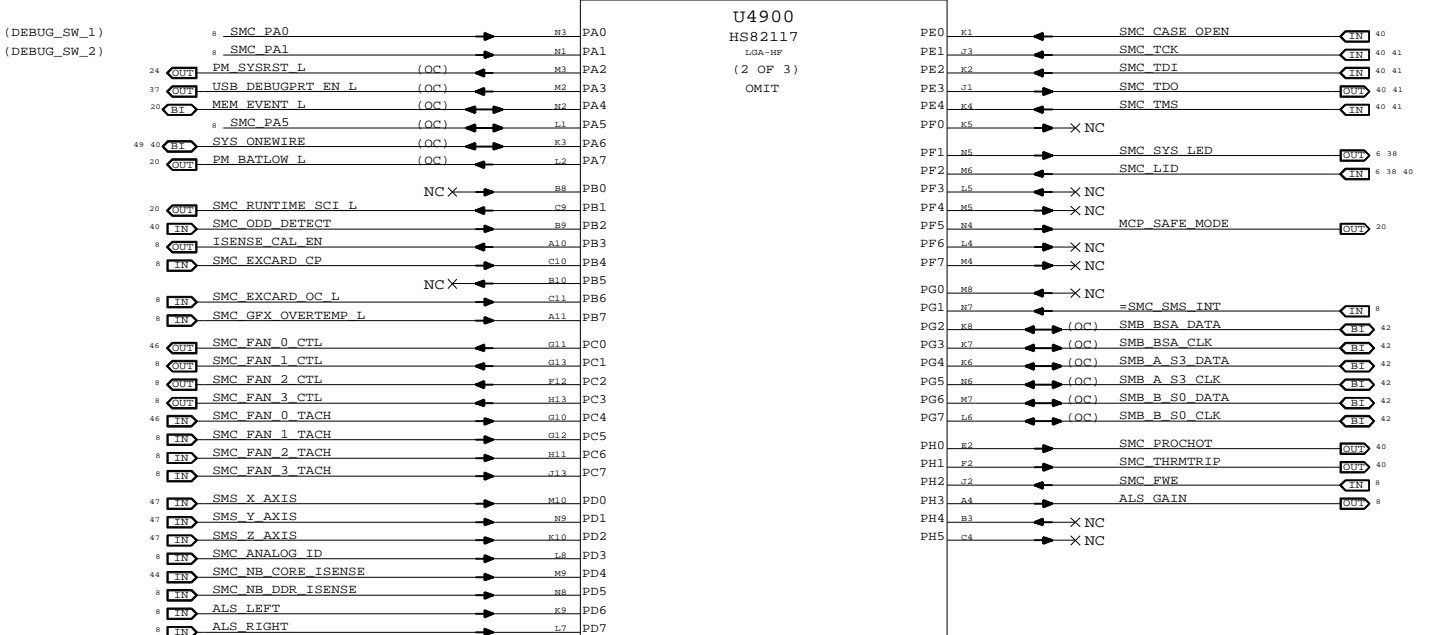 U4900
HS82117
LGA-HF
(2 OF 3)
OMIT
(DEBUG_SW_1) 8 SMC_PA0 N3 PA0
(DEBUG_SW_2) 8 SMC_PA1 N1 PA1
24 OUT PM_SYSRST_L (OC) M3 PA2
37 OUT USB_DEBUGPRT_EN_L (OC) M2 PA3
20 BI MEM_EVENT_L (OC) N2 PA4
8 SMC_PA5 (OC) L1 PA5
49 40 BI SYS_ONEWIRE (OC) K3 PA6
20 OUT PM_BATLOW_L (OC) L2 PA7
NC B8 PB0
20 OUT SMC_RUNTIME_SCI_L C9 PB1
40 IN SMC_ODD_DETECT B9 PB2
8 OUT ISENSE_CAL_EN A10 PB3
8 IN SMC_EXCARD_CP C10 PB4
NC B10 PB5
8 IN SMC_EXCARD_OC_L C11 PB6
8 IN SMC_GFX_OVERTEMP_L A11 PB7
46 OUT SMC_FAN_0_CTL G11 PC0
8 OUT SMC_FAN_1_CTL G13 PC1
8 OUT SMC_FAN_2_CTL F12 PC2
8 OUT SMC_FAN_3_CTL H13 PC3
46 IN SMC_FAN_0_TACH G10 PC4
8 IN SMC_FAN_1_TACH G12 PC5
8 IN SMC_FAN_2_TACH H11 PC6
8 IN SMC_FAN_3_TACH J13 PC7
47 IN SMS_X_AXIS M10 PD0
47 IN SMS_Y_AXIS N9 PD1
47 IN SMS_Z_AXIS K10 PD2
8 IN SMC_ANALOG_ID L8 PD3
44 IN SMC_NB_CORE_ISENSE M9 PD4
8 IN SMC_NB_DDR_ISENSE N8 PD5
8 IN ALS_LEFT K9 PD6
8 IN ALS_RIGHT L7 PD7
PE0 K1 SMC_CASE_OPEN IN 40
PE1 J3 SMC_TCK IN 40 41
PE2 K2 SMC_TDI IN 40 41
PE3 J1 SMC_TDO OUT 40 41
PE4 K4 SMC_TMS IN 40 41
PF0 K5 NC
PF1 N5 SMC_SYS_LED OUT 6 38
PF2 M6 SMC_LID IN 6 38 40
PF3 L5 NC
PF4 M5 NC
PF5 N4 MCP_SAFE_MODE OUT 20
PF6 L4 NC
PF7 M4 NC
PG0 M8 NC
PG1 N7 =SMC_SMS_INT IN 8
PG2 K8 (OC) SMB_BSA_DATA BI 42
PG3 K7 (OC) SMB_BSA_CLK BI 42
PG4 K6 (OC) SMB_A_S3_DATA BI 42
PG5 N6 (OC) SMB_A_S3_CLK BI 42
PG6 M7 (OC) SMB_B_S0_DATA BI 42
PG7 L6 (OC) SMB_B_S0_CLK BI 42
PH0 E2 SMC_PROCHOT OUT 40
PH1 F2 SMC_THRMTRIP OUT 40
PH2 J2 SMC_FWE IN 8
PH3 A4 ALS_GAIN OUT 8
PH4 B3 NC
PH5 C4 NC